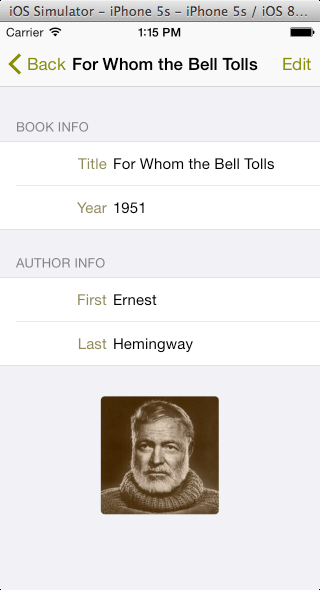 iOS Simulator – iPhone 5s – iPhone 5s / iOS 8...
Carrier 1:15 PM
Back For Whom the Bell Tolls Edit
BOOK INFO
Title For Whom the Bell Tolls
Year 1951
AUTHOR INFO
First Ernest
Last Hemingway